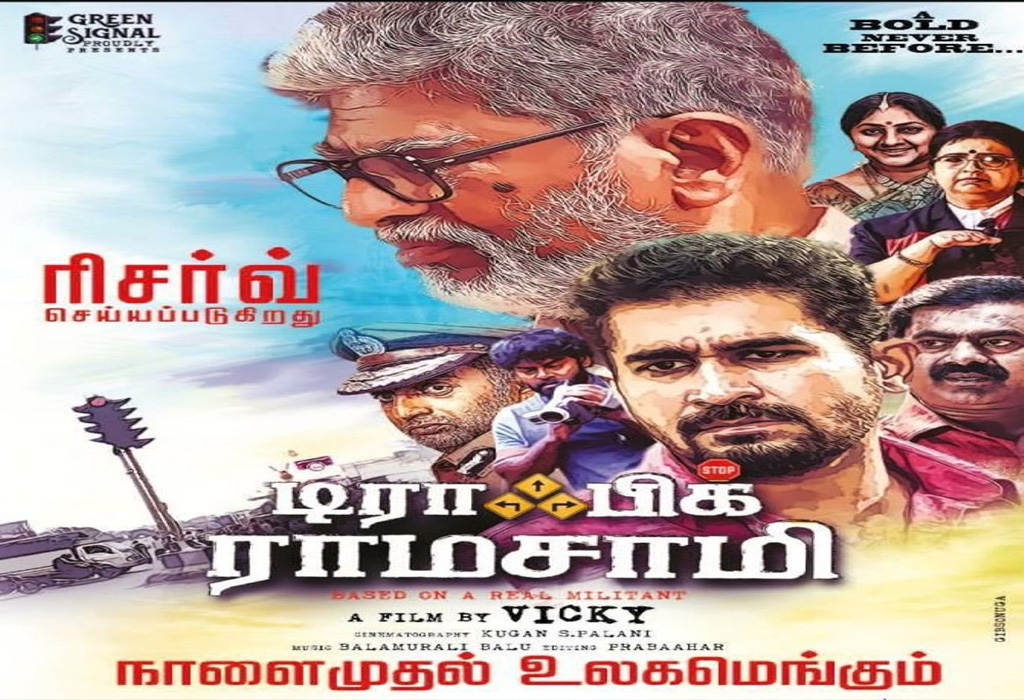 GREEN
SIGNAL
PROUDLY
PRESENTS
A
BOLD
NEVER
BEFORE...
ரிசர்வ்
செய்யப்படுகிறது
STOP
டிராபிக்
ராமசாமி
BASED ON A REAL MILITANT
A FILM BY VICKY
CINEMATOGRAPHY KUGAN S.PALANI
MUSIC BALAMURALI BALU EDITING PRABAAHAR
நாளைமுதல் உலகமெங்கும்
GIBSONUGA